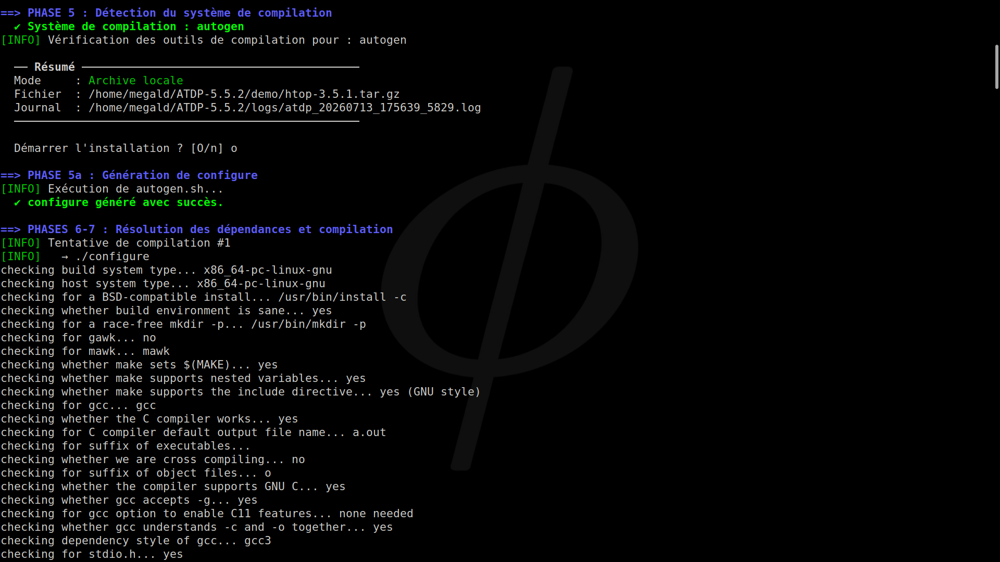 ==> PHASE 5 : Détection du système de compilation
✔ Système de compilation : autogen
[INFO] Vérification des outils de compilation pour : autogen
── Résumé ─────────────────────────────────────────
Mode     : Archive locale
Fichier  : /home/megald/ATDP-5.5.2/demo/htop-3.5.1.tar.gz
Journal  : /home/megald/ATDP-5.5.2/logs/atdp_20260713_175639_5829.log
───────────────────────────────────────────────────
Démarrer l'installation ? [O/n] o
==> PHASE 5a : Génération de configure
[INFO] Exécution de autogen.sh...
✔ configure généré avec succès.
==> PHASES 6-7 : Résolution des dépendances et compilation
[INFO] Tentative de compilation #1
[INFO]   → ./configure
checking build system type... x86_64-pc-linux-gnu
checking host system type... x86_64-pc-linux-gnu
checking for a BSD-compatible install... /usr/bin/install -c
checking whether build environment is sane... yes
checking for a race-free mkdir -p... /usr/bin/mkdir -p
checking for gawk... no
checking for mawk... mawk
checking whether make sets $(MAKE)... yes
checking whether make supports nested variables... yes
checking whether make supports the include directive... yes (GNU style)
checking for gcc... gcc
checking whether the C compiler works... yes
checking for C compiler default output file name... a.out
checking for suffix of executables...
checking whether we are cross compiling... no
checking for suffix of object files... o
checking whether the compiler supports GNU C... yes
checking whether gcc accepts -g... yes
checking for gcc option to enable C11 features... none needed
checking whether gcc understands -c and -o together... yes
checking dependency style of gcc... gcc3
checking for stdio.h... yes